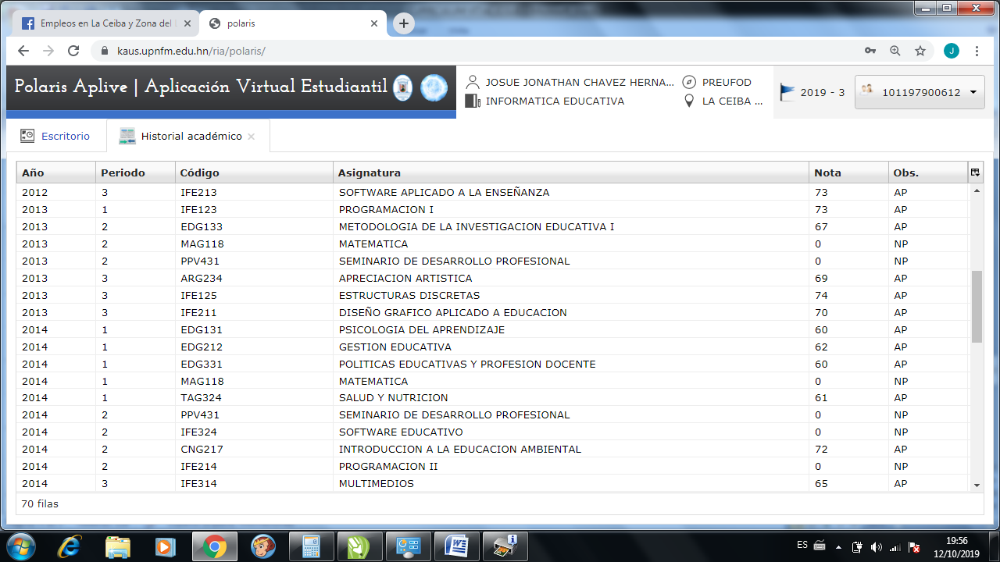 Empleos en La Ceiba y Zona del
polaris
kaus.upnfm.edu.hn/ria/polaris/
J
Polaris Aplive | Aplicación Virtual Estudiantil
JOSUE JONATHAN CHAVEZ HERNA...
PREUFOD
INFORMATICA EDUCATIVA
LA CEIBA ...
2019 - 3
101197900612
Escritorio
Historial académico
Año Periodo Código Asignatura Nota Obs.
2012 3 IFE213 SOFTWARE APLICADO A LA ENSEÑANZA 73 AP
2013 1 IFE123 PROGRAMACION I 73 AP
2013 2 EDG133 METODOLOGIA DE LA INVESTIGACION EDUCATIVA I 67 AP
2013 2 MAG118 MATEMATICA 0 NP
2013 2 PPV431 SEMINARIO DE DESARROLLO PROFESIONAL 0 NP
2013 3 ARG234 APRECIACION ARTISTICA 69 AP
2013 3 IFE125 ESTRUCTURAS DISCRETAS 74 AP
2013 3 IFE211 DISEÑO GRAFICO APLICADO A EDUCACION 70 AP
2014 1 EDG131 PSICOLOGIA DEL APRENDIZAJE 60 AP
2014 1 EDG212 GESTION EDUCATIVA 62 AP
2014 1 EDG331 POLITICAS EDUCATIVAS Y PROFESION DOCENTE 60 AP
2014 1 MAG118 MATEMATICA 0 NP
2014 1 TAG324 SALUD Y NUTRICION 61 AP
2014 2 PPV431 SEMINARIO DE DESARROLLO PROFESIONAL 0 NP
2014 2 IFE324 SOFTWARE EDUCATIVO 0 NP
2014 2 CNG217 INTRODUCCION A LA EDUCACION AMBIENTAL 72 AP
2014 2 IFE214 PROGRAMACION II 0 NP
2014 3 IFE314 MULTIMEDIOS 65 AP
70 filas
ES
19:56
12/10/2019